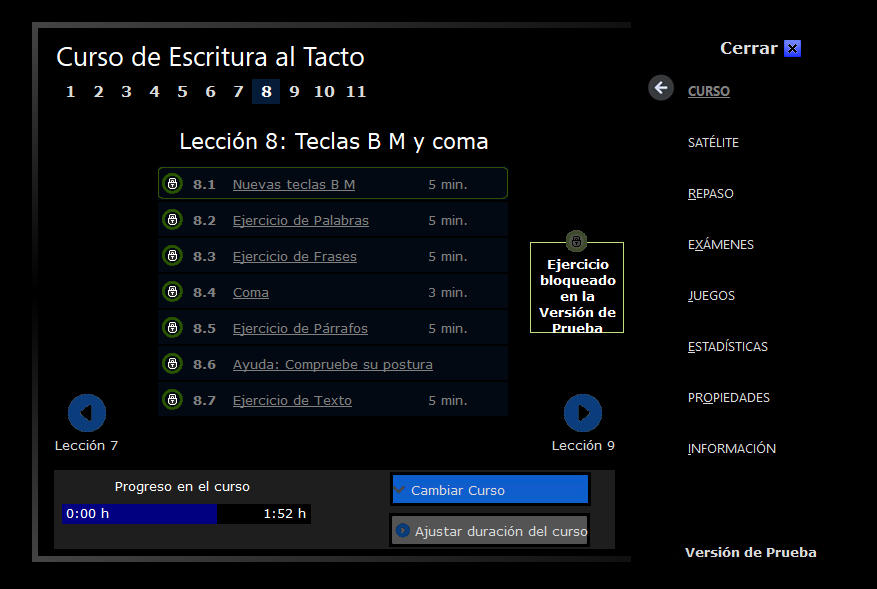 Curso de Escritura al Tacto
1 2 3 4 5 6 7 8 9 10 11
Lección 8: Teclas B M y coma
8.1 Nuevas teclas B M 5 min.
8.2 Ejercicio de Palabras 5 min.
8.3 Ejercicio de Frases 5 min.
8.4 Coma 3 min.
8.5 Ejercicio de Párrafos 5 min.
8.6 Ayuda: Compruebe su postura
8.7 Ejercicio de Texto 5 min.
Ejercicio
bloqueado
en la
Versión de
Prueba
Lección 7
Lección 9
Progreso en el curso
0:00 h 1:52 h
Cambiar Curso
Ajustar duración del curso
Cerrar
CURSO
SATÉLITE
REPASO
EXÁMENES
JUEGOS
ESTADÍSTICAS
PROPIEDADES
INFORMACIÓN
Versión de Prueba